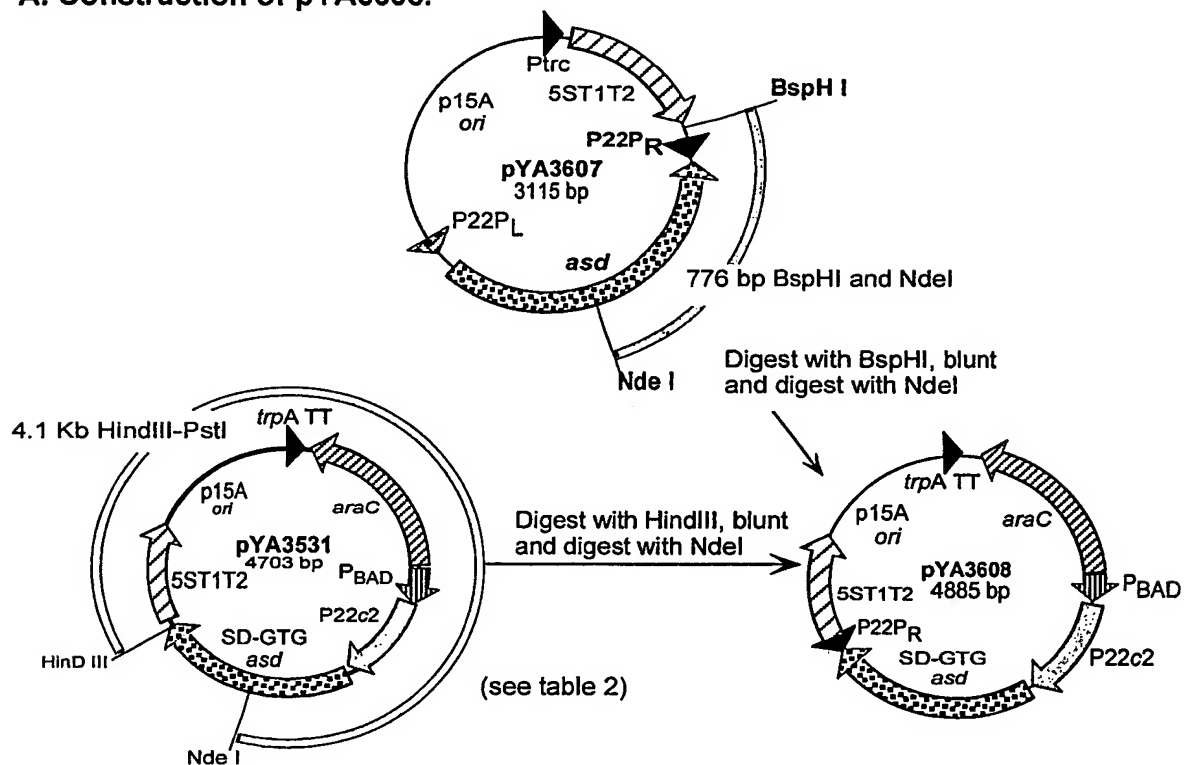 A. Construction of pYA3608.
Ptrc
5ST1T2
BspH I
p15A
ori
P22PR
pYA3607
3115 bp
P22PL
asd
776 bp BspHI and NdeI
Nde I
Digest with BspHI, blunt
and digest with NdeI
4.1 Kb HindIII-PstI
trpA TT
p15A
ori
araC
pYA3531
4703 bp
PBAD
5ST1T2
P22c2
SD-GTG
asd
HinD III
Nde I
Digest with HindIII, blunt
and digest with NdeI
(see table 2)
trpA TT
p15A
ori
araC
pYA3608
4885 bp
PBAD
5ST1T2
P22PR
SD-GTG
asd
P22c2